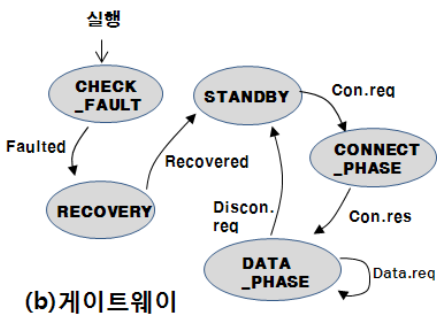 실행
CHECK
_FAULT
Faulted
RECOVERY
Recovered
STANDBY
Con.req
CONNECT
_PHASE
Con.res
Discon.
req
DATA
_PHASE
Data.req
(b)게이트웨이